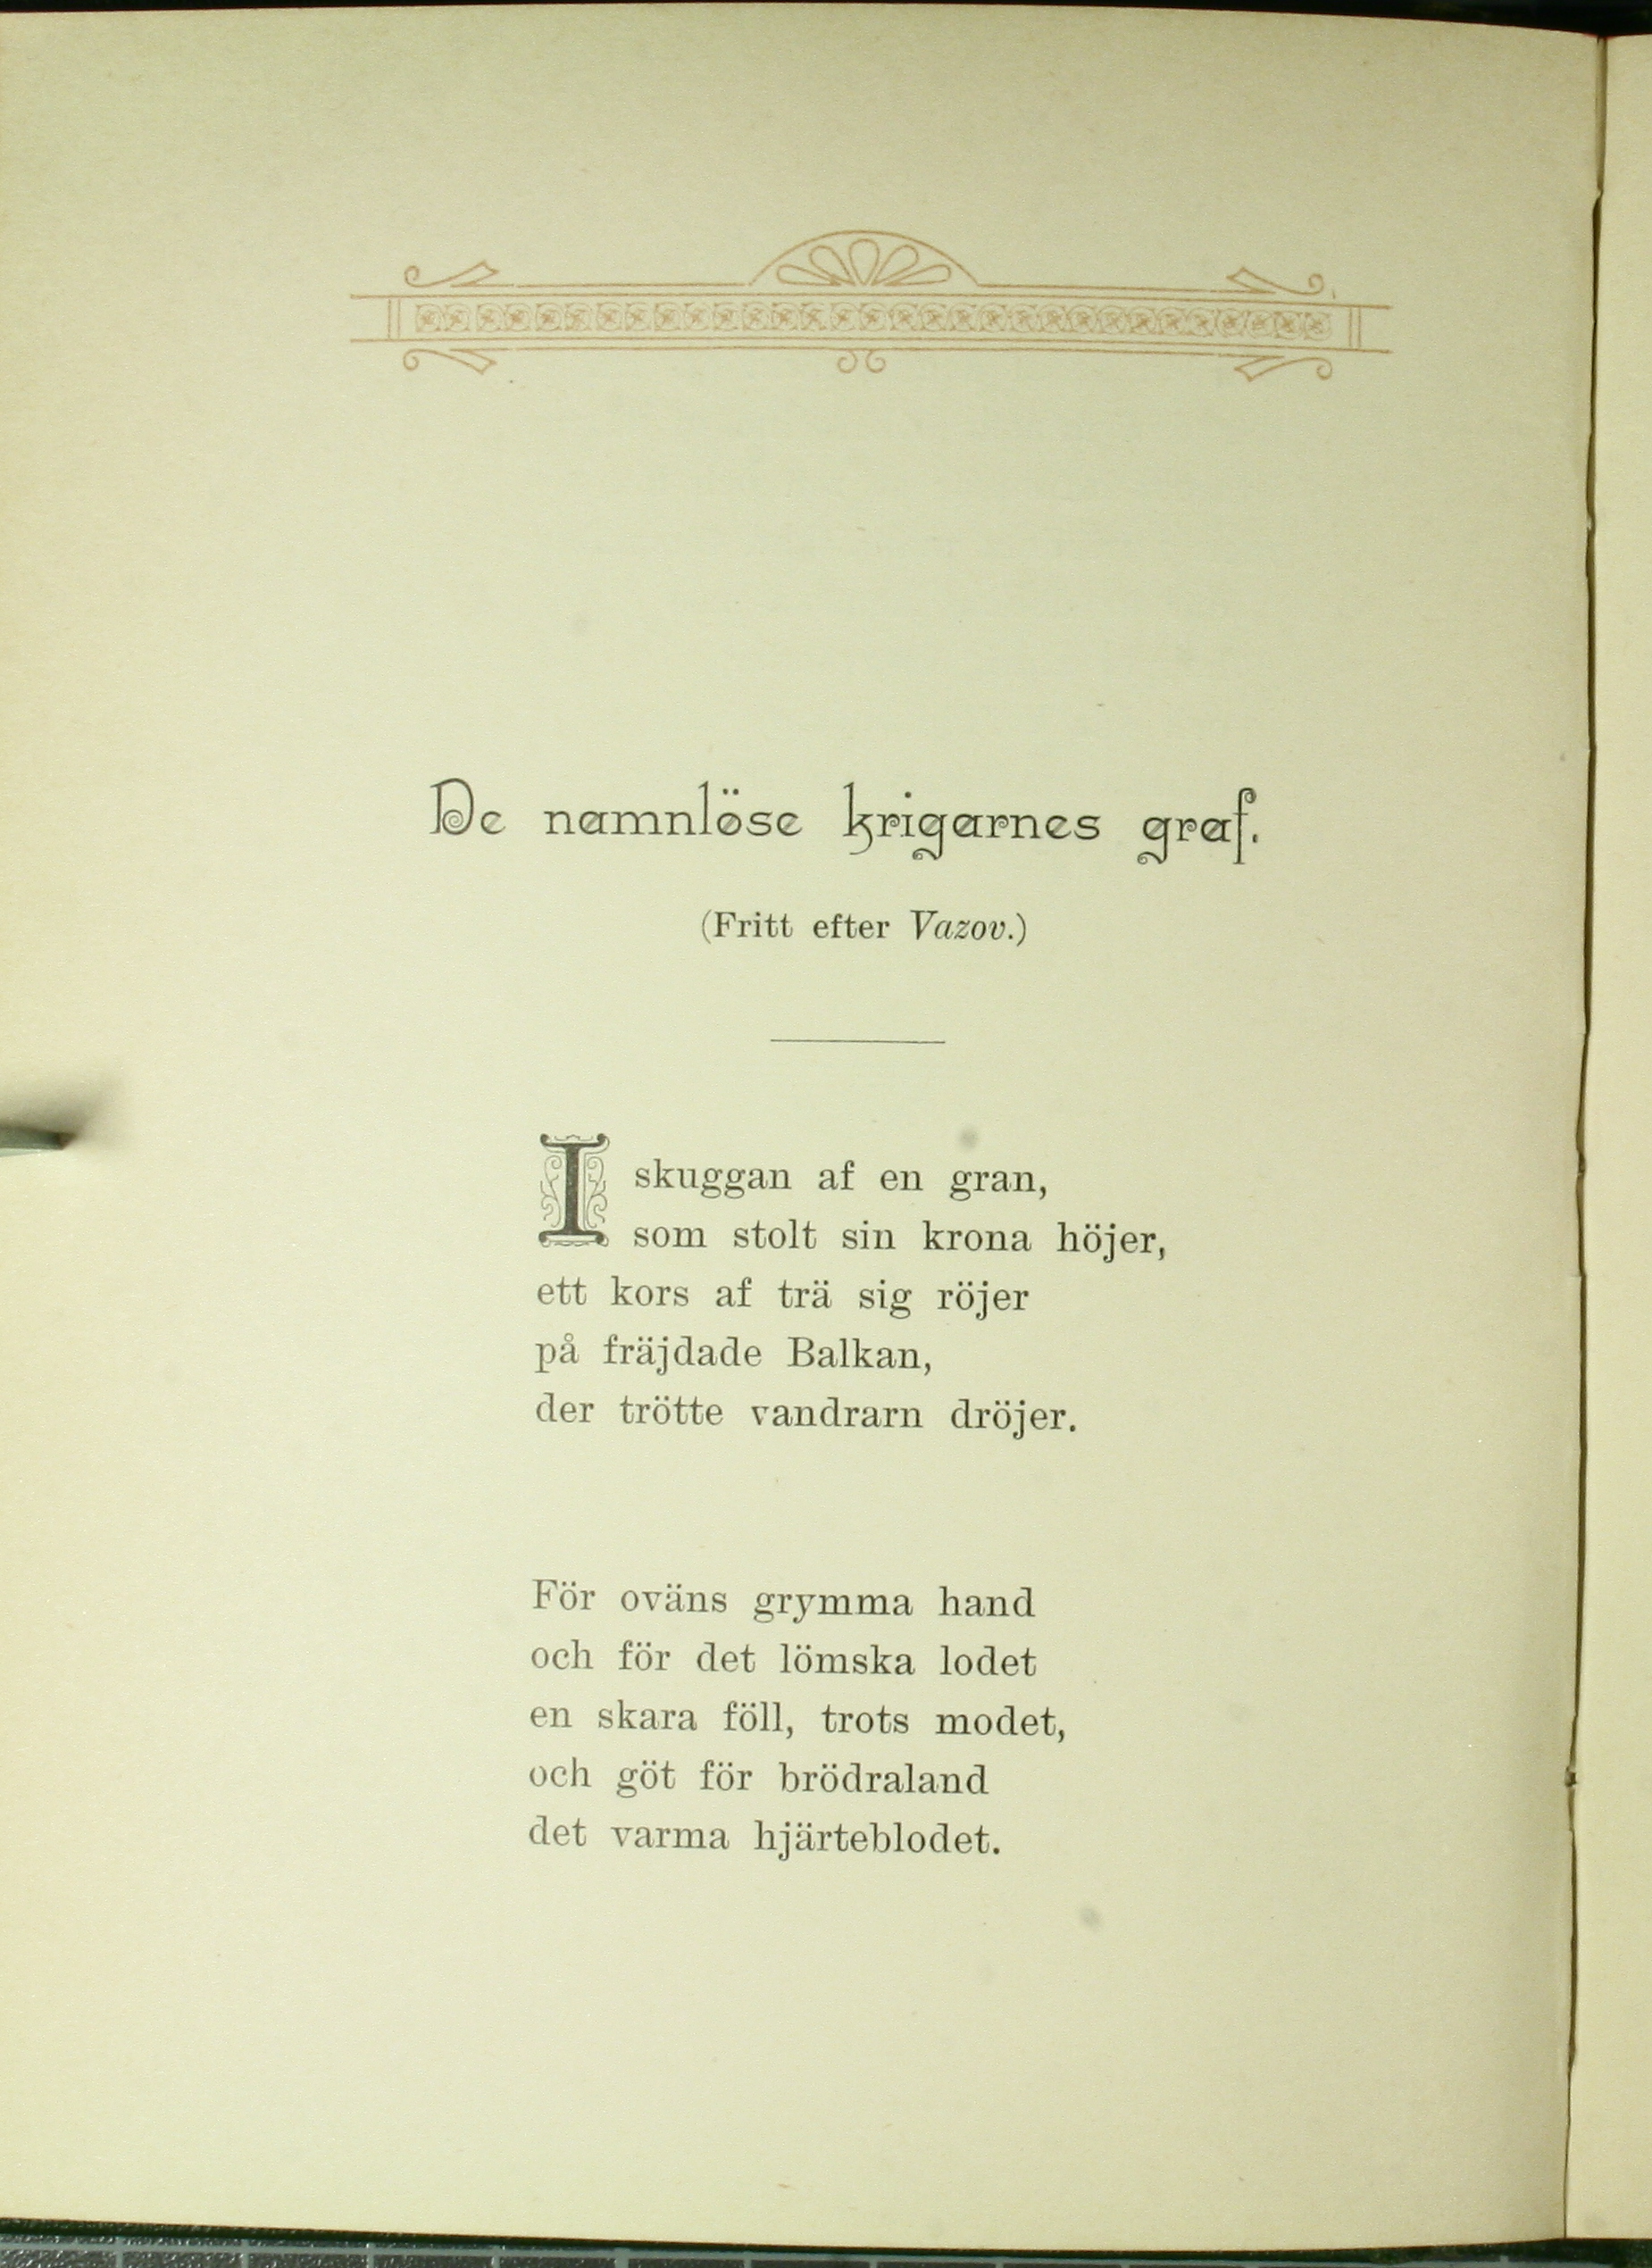 De namnlöse krigarnes graf.
(Fritt efter Vazov.)
I skuggan af en gran,
som stolt sin krona höjer,
ett kors af trä sig röjer
på fräjdade Balkan,
der trötte vandrarn dröjer.
För oväns grymma hand
och för det lömska lodet
en skara föll, trots modet,
och göt för brödraland
det varma hjärteblodet.